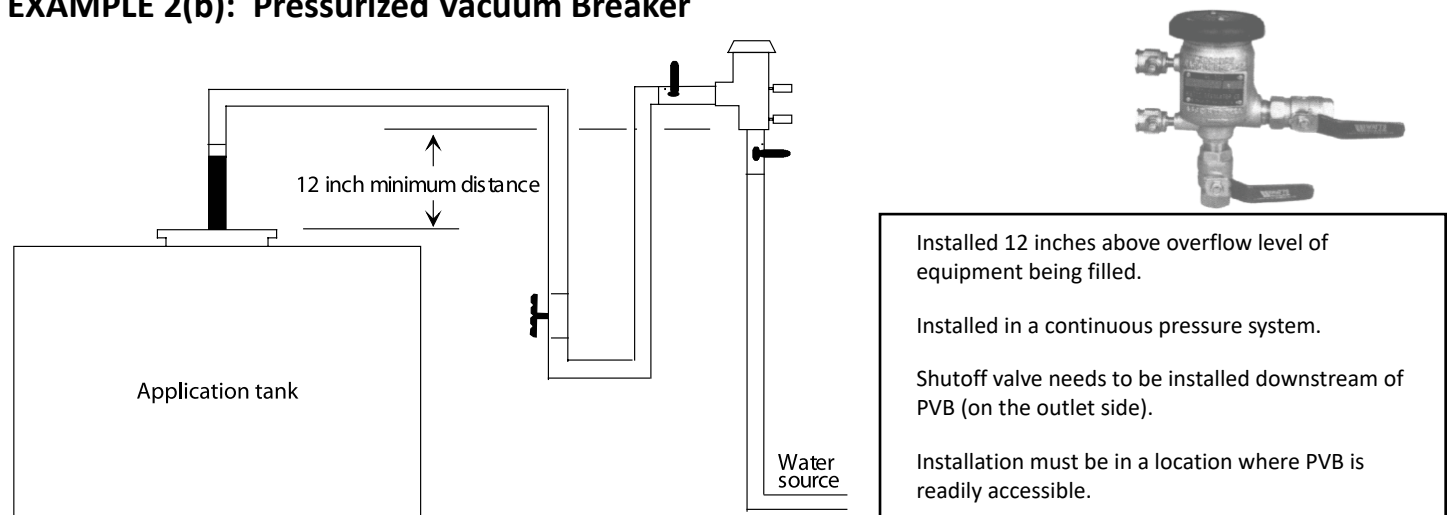 EXAMPLE 2(b): Pressurized Vacuum Breaker
12 inch minimum distance
Application tank
Water
source
Installed 12 inches above overflow level of
equipment being filled.
Installed in a continuous pressure system.
Shutoff valve needs to be installed downstream of
PVB (on the outlet side).
Installation must be in a location where PVB is
readily accessible.